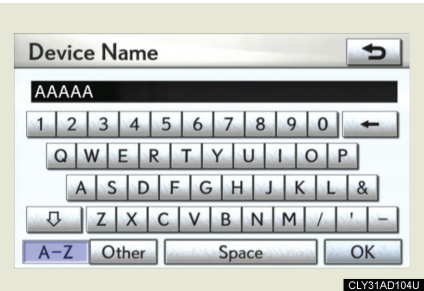 Device Name
AAAAA
1 2 3 4 5 6 7 8 9 0 ←
Q W E R T Y U I O P
A S D F G H J K L &
⇩ Z X C V B N M / ' -
A-Z Other Space OK
CLY31AD104U